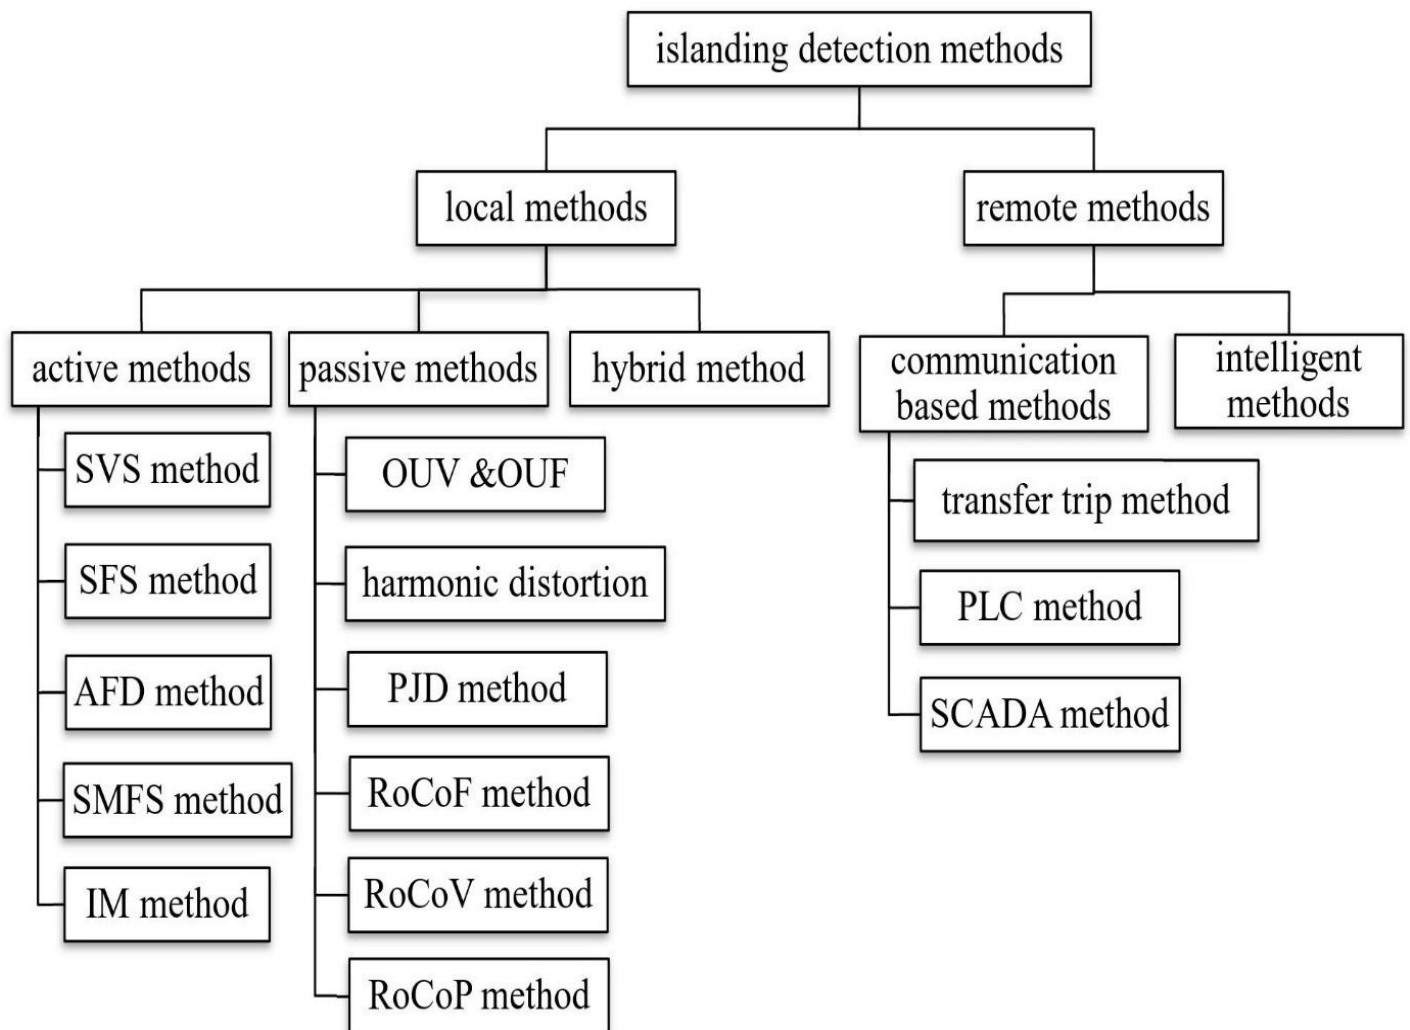 islanding detection methods
local methods
remote methods
active methods
passive methods
hybrid method
communication
based methods
intelligent
methods
SVS method
SFS method
AFD method
SMFS method
IM method
OUV &OUF
harmonic distortion
PJD method
RoCoF method
RoCoV method
RoCoP method
transfer trip method
PLC method
SCADA method